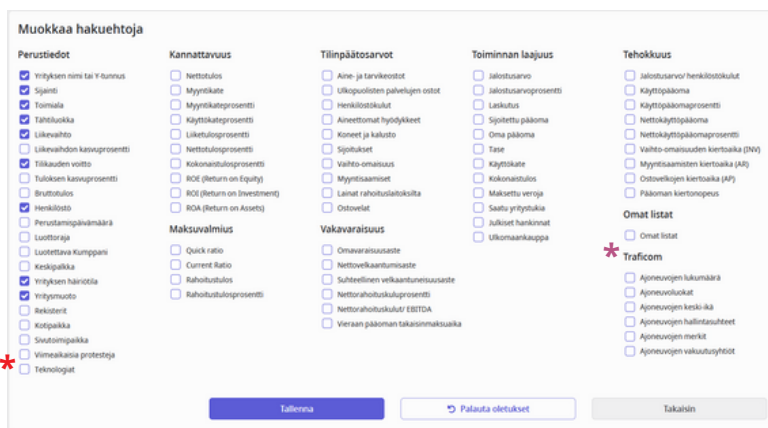 Muokkaa hakuehtoja
Perustiedot
Yrityksen nimi tai Y-tunnus
Sijainti
Toimiala
Tähtiluokka
Liikevaihto
Liikevaihdon kasvuprosentti
Tilikauden voitto
Tuloksen kasvuprosentti
Bruttotulos
Henkilöstö
Perustamispäivämäärä
Luottoraja
Luotettava Kumppani
Keskipalkka
Yrityksen häiriötila
Yritysmuoto
Rekisterit
Kotipaikka
Sivutoimipaikka
Viimeaikaisia protesteja
* Teknologiat
Kannattavuus
Nettotulos
Myyntikate
Myyntikateprosentti
Käyttökateprosentti
Liiketulosprosentti
Nettotulosprosentti
Kokonaistulosprosentti
ROE (Return on Equity)
ROI (Return on Investment)
ROA (Return on Assets)
Maksuvalmius
Quick ratio
Current Ratio
Rahoitustulos
Rahoitustulosprosentti
Tilinpäätösarvot
Aine- ja tarvikeostot
Ulkopuolisten palvelujen ostot
Henkilöstökulut
Aineettomat hyödykkeet
Koneet ja kalusto
Sijoitukset
Vaihto-omaisuus
Myyntisaamiset
Lainat rahoituslaitoksilta
Ostovelat
Vakavaraisuus
Omavaraisuusaste
Nettovelkaantumisaste
Suhteellinen velkaantuneisuusaste
Nettorahoituskuluprosentti
Nettorahoituskulut/ EBITDA
Vieraan pääoman takaisinmaksuaika
Toiminnan laajuus
Jalostusarvo
Jalostusarvoprosentti
Laskutus
Sijoitettu pääoma
Oma pääoma
Tase
Käyttökate
Kokonaistulos
Maksettu veroja
Saatu yritystukia
Julkiset hankinnat
Ulkomaankauppa
Tehokkuus
Jalostusarvo/ henkilöstökulut
Käyttöpääoma
Käyttöpääomaprosentti
Nettokäyttöpääoma
Nettokäyttöpääomaprosentti
Vaihto-omaisuuden kiertoaika (INV)
Myyntisaamisten kiertoaika (AR)
Ostovelkojen kiertoaika (AP)
Pääoman kiertonopeus
Omat listat
Omat listat
* Traficom
Ajoneuvojen lukumäärä
Ajoneuvoluokat
Ajoneuvojen keski-ikä
Ajoneuvojen hallintasuhteet
Ajoneuvojen merkit
Ajoneuvojen vakuutusyhtiöt
Tallenna
Palauta oletukset
Takaisin